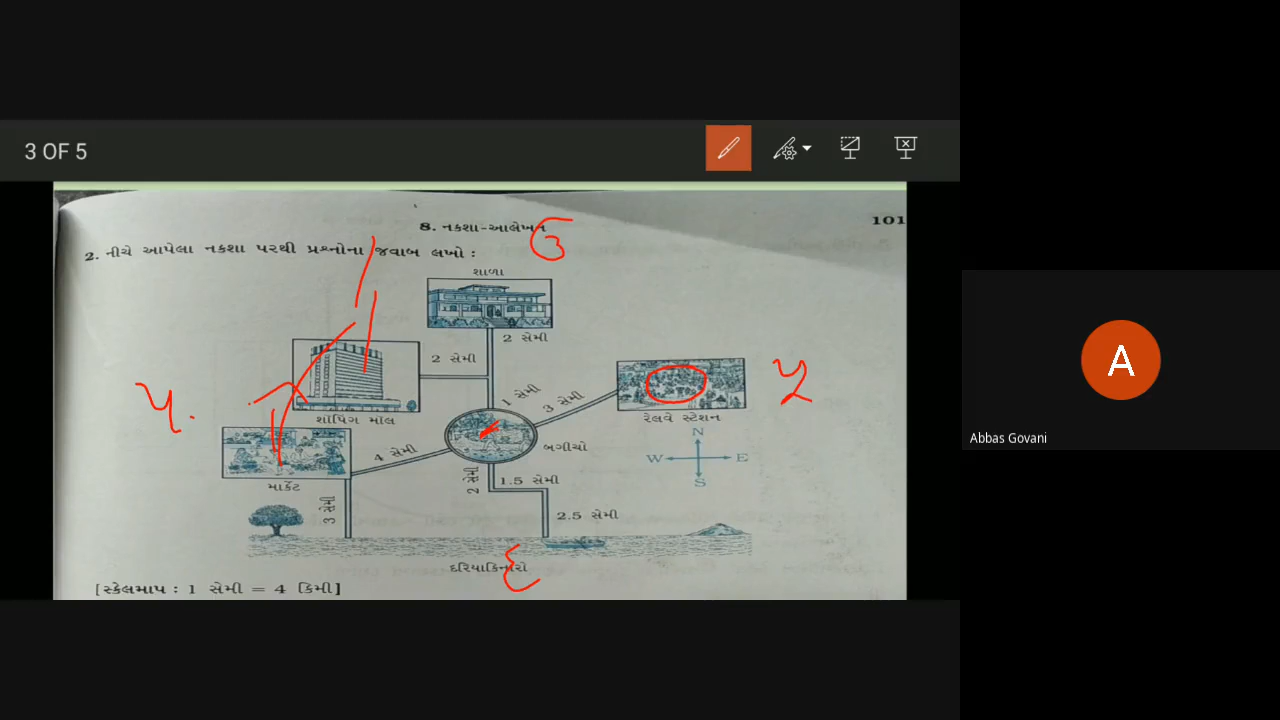 3 OF 5
101
8. નકશા-આલેખન
ઉ
2. નીચે આપેલા નકશા પરથી પ્રશ્નોના જવાબ લખો :
શાળા
2 સેમી
2 સેમી
શૉપિંગ મૉલ
1 સેમી
3 સેમી
રેલવે સ્ટેશન
પૂ
પ.
બગીચો
N
W E
S
4 સેમી
માર્કેટ
3 સેમી
2 સેમી
1.5 સેમી
2.5 સેમી
દરિયાકિનારો
દ
[સ્કેલમાપ : 1 સેમી = 4 કિમી]
A
Abbas Govani